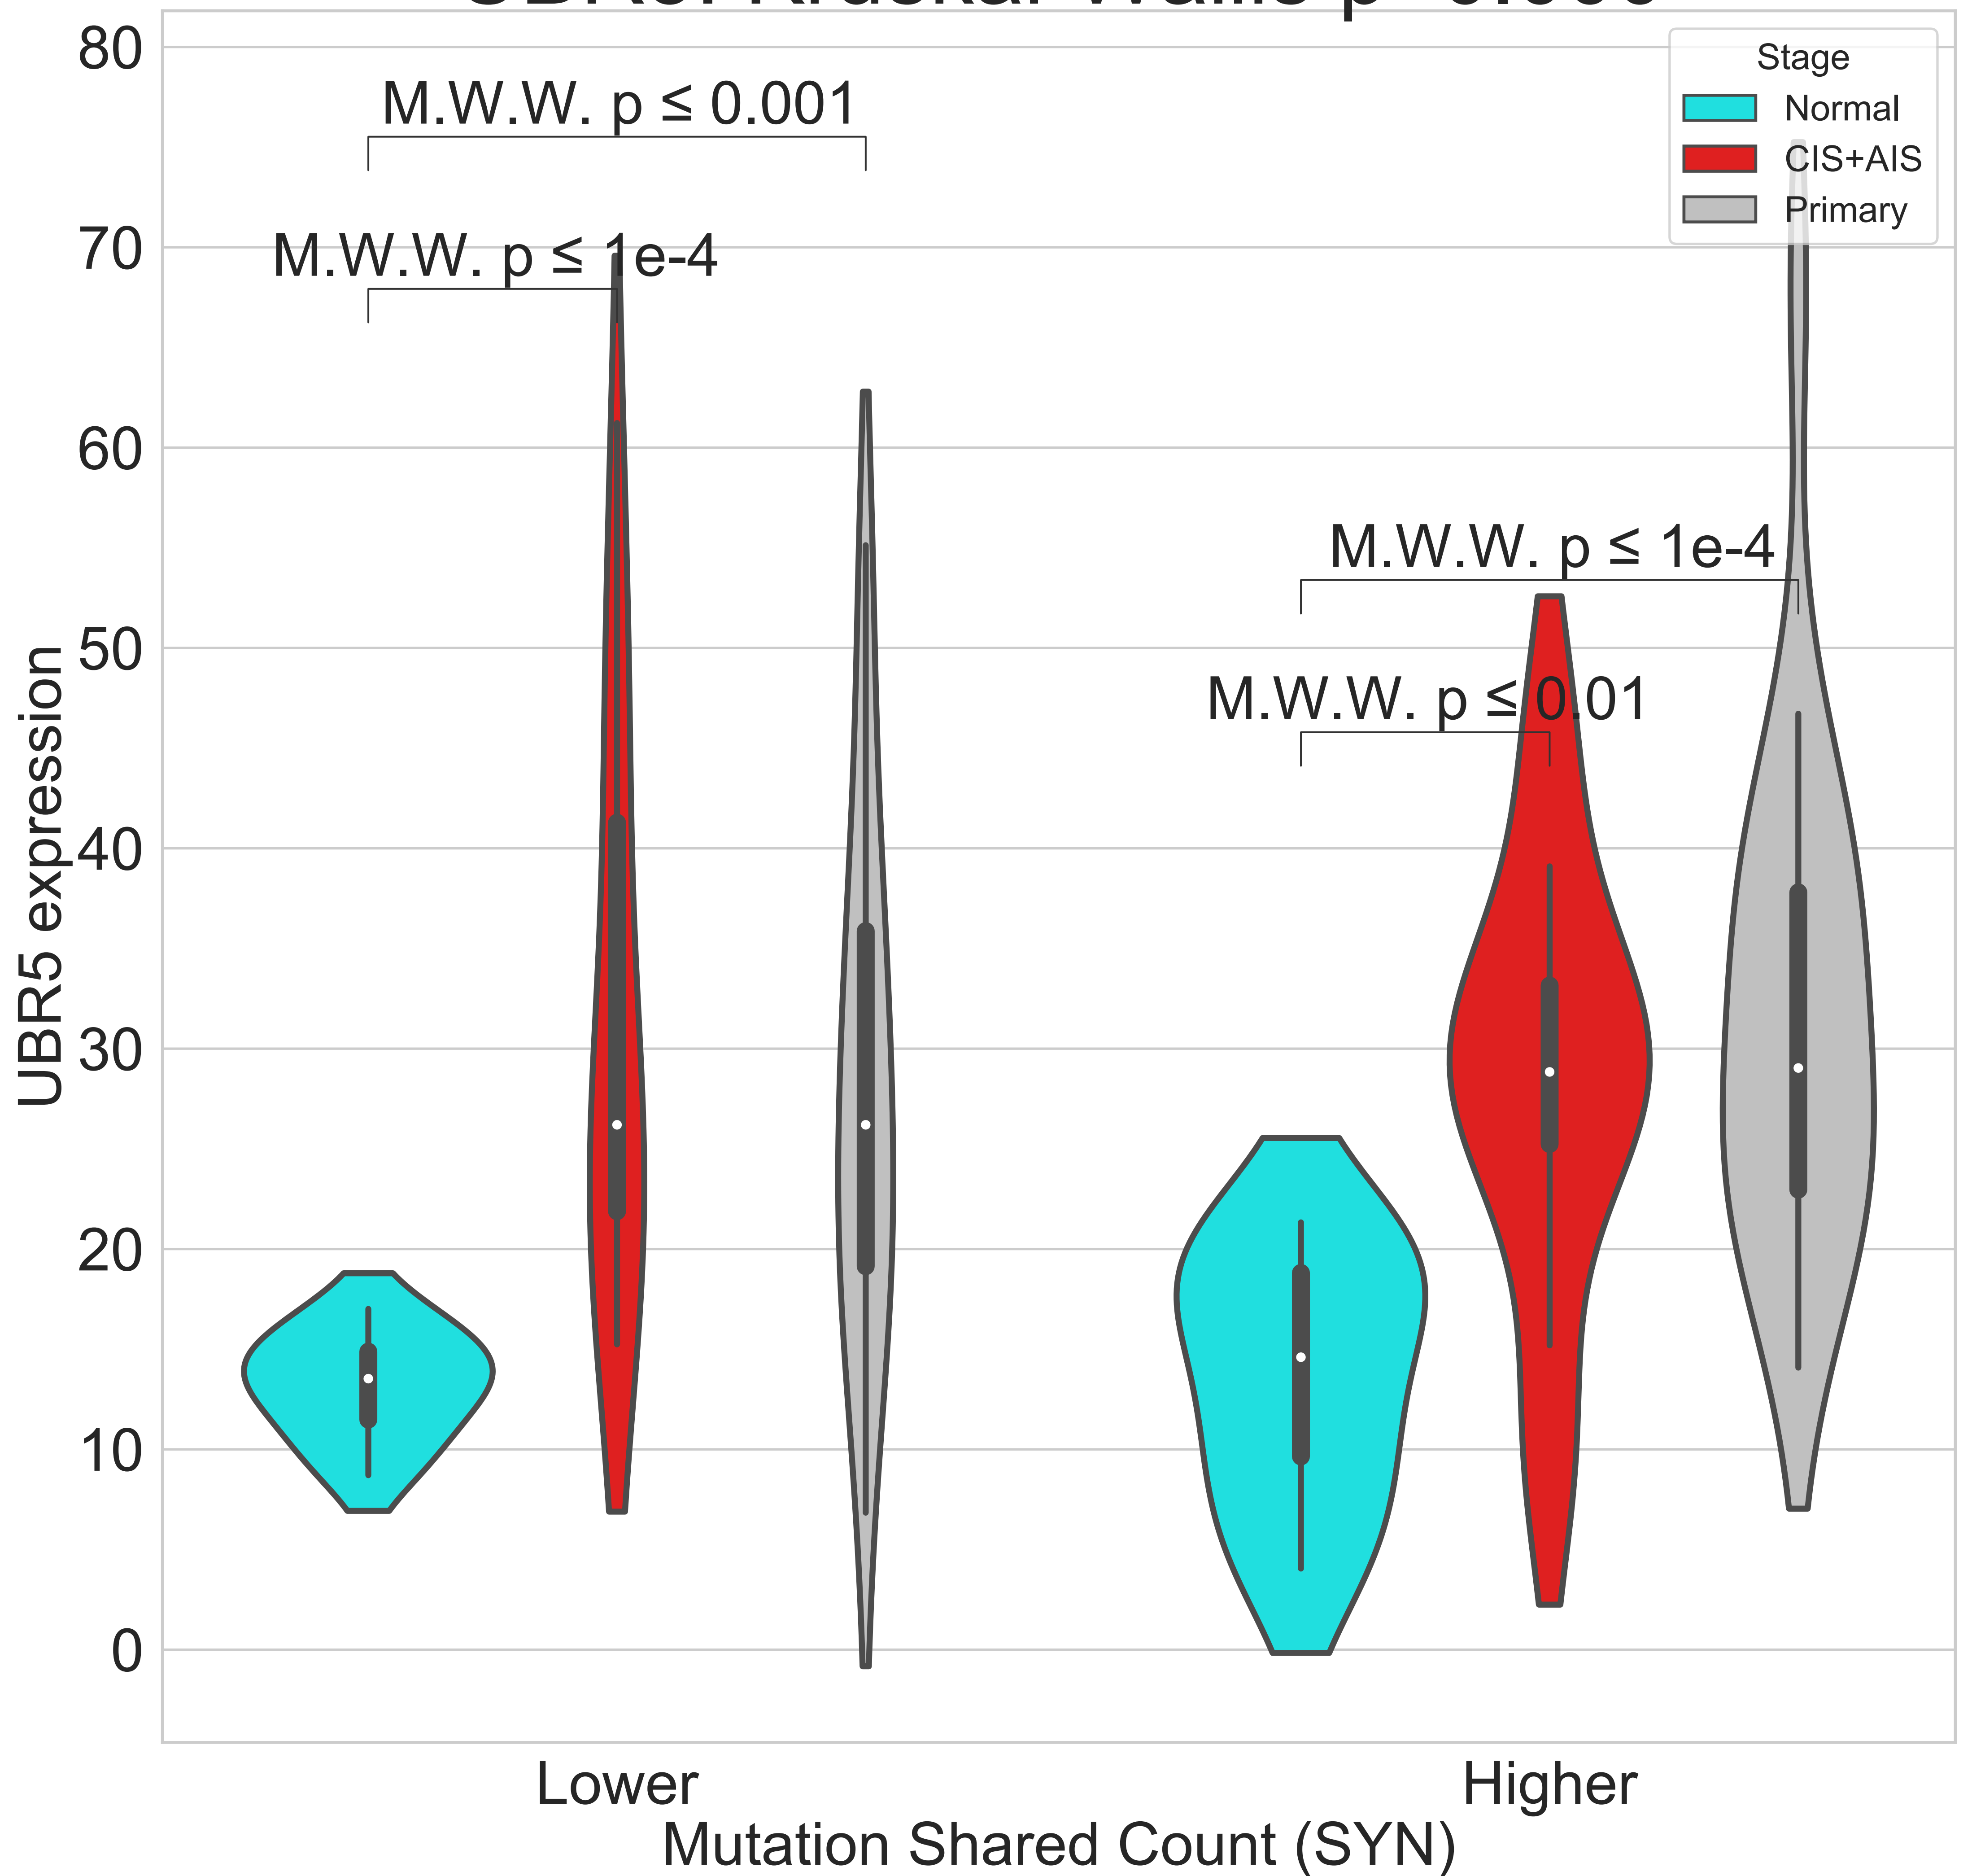 80
M.W.W. p ≤ 0.001
Stage
Normal
CIS+AIS
Primary
70
M.W.W. p ≤ 1e-4
60
M.W.W. p ≤ 1e-4
50
M.W.W. p ≤ 0.01
40
30
20
10
0
UBR5 expression
Lower
Higher
Mutation Shared Count (SYN)